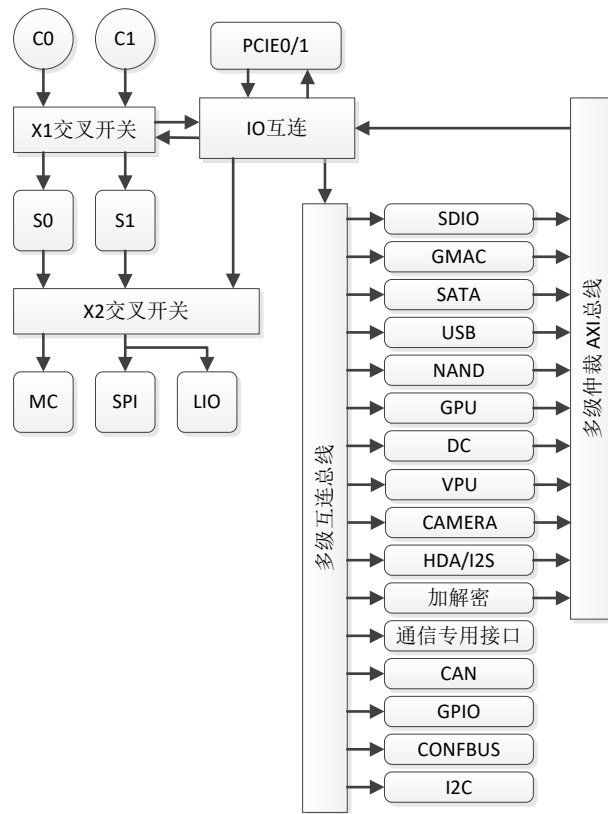 C0
C1
PCIE0/1
X1交叉开关
IO互连
S0
S1
X2交叉开关
MC
SPI
LIO
多级互连总线
SDIO
GMAC
SATA
USB
NAND
GPU
DC
VPU
CAMERA
HDA/I2S
加解密
通信专用接口
CAN
GPIO
CONFBUS
I2C
多级仲裁AXI总线